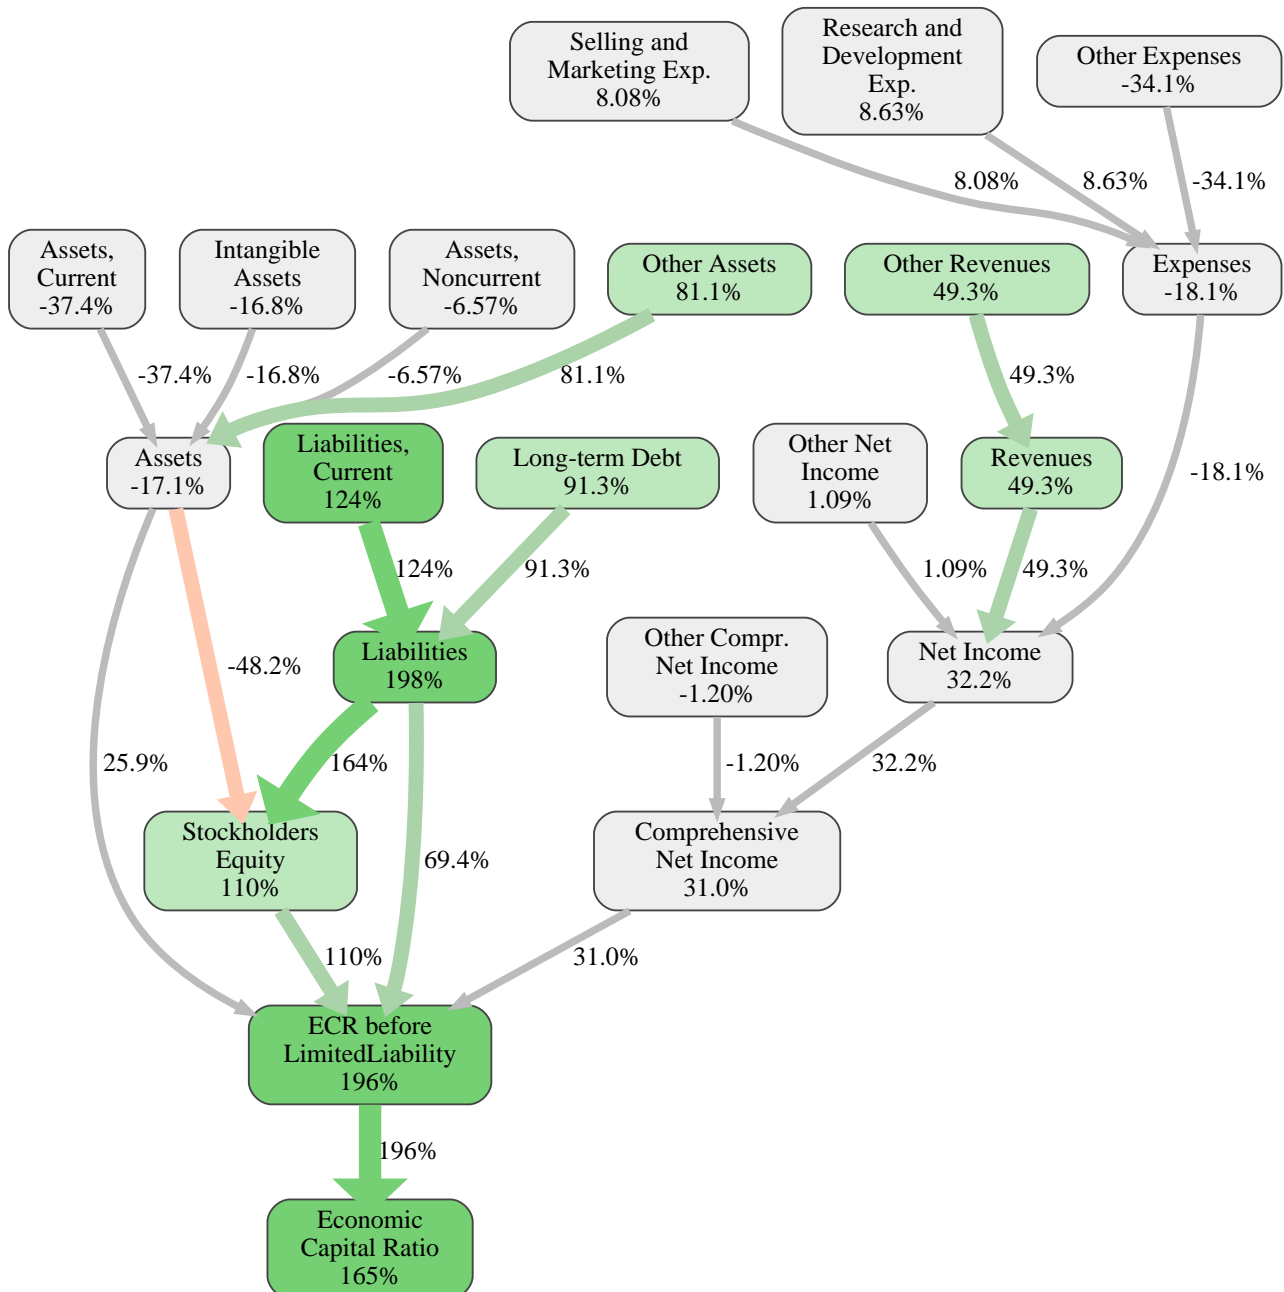 Selling and
Marketing Exp.
8.08%
Research and
Development
Exp.
8.63%
Other Expenses
-34.1%
8.08%
8.63%
-34.1%
Assets,
Current
-37.4%
Intangible
Assets
-16.8%
Assets,
Noncurrent
-6.57%
Other Assets
81.1%
Other Revenues
49.3%
Expenses
-18.1%
-37.4%
-16.8%
-6.57%
81.1%
49.3%
Assets
-17.1%
Liabilities,
Current
124%
Long-term Debt
91.3%
Other Net
Income
1.09%
Revenues
49.3%
-18.1%
124%
91.3%
1.09%
49.3%
Liabilities
198%
Other Compr.
Net Income
-1.20%
Net Income
32.2%
-48.2%
25.9%
164%
-1.20%
32.2%
Stockholders
Equity
110%
69.4%
Comprehensive
Net Income
31.0%
110%
31.0%
ECR before
LimitedLiability
196%
196%
Economic
Capital Ratio
165%